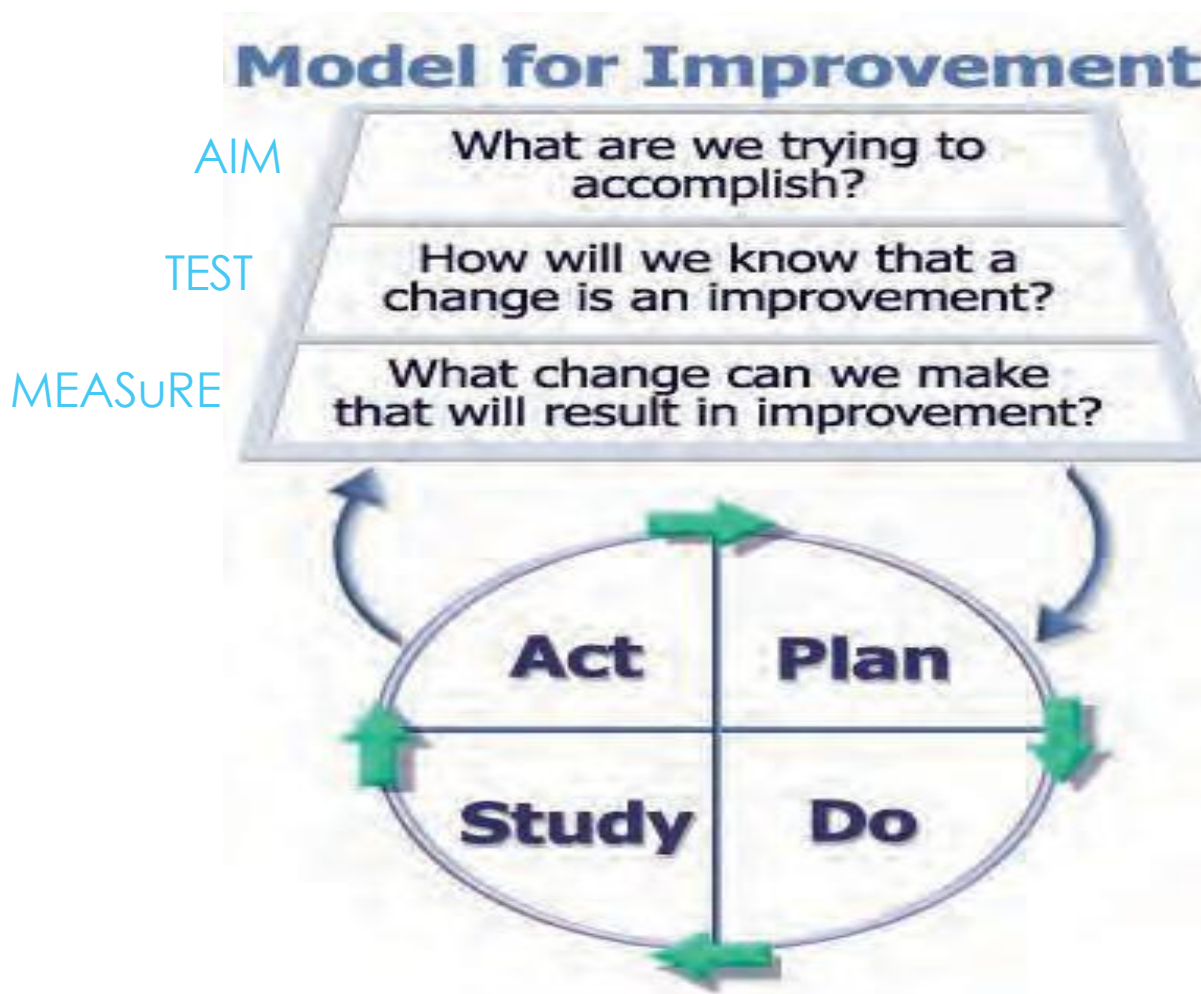 Model for Improvement
AIM
What are we trying to
accomplish?
TEST
How will we know that a
change is an improvement?
MEASuRE
What change can we make
that will result in improvement?
Act
Plan
Study
Do